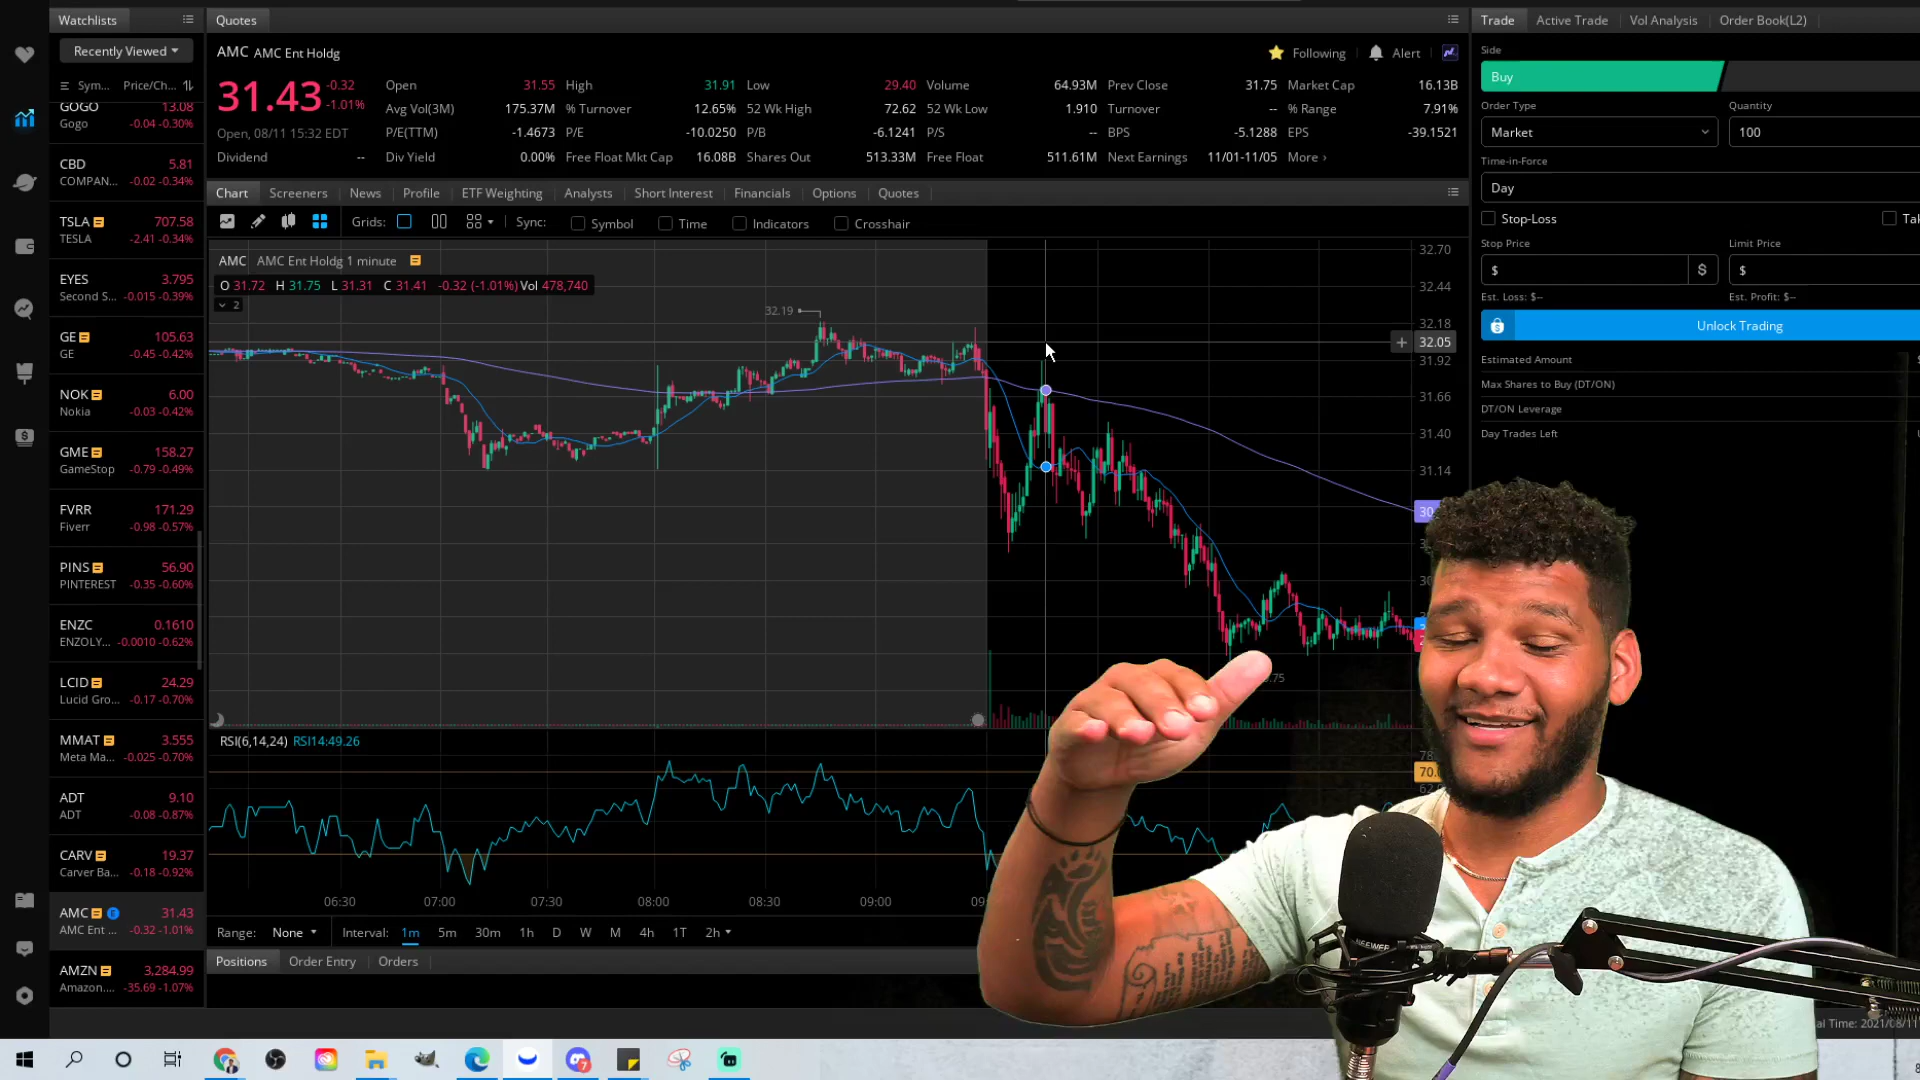 Watchlists
Recently Viewed
Sym... Price/Ch...
GOGO 13.08
Gogo -0.04 -0.30%
CBD 5.81
COMPAN... -0.02 -0.34%
TSLA 707.58
TESLA -2.41 -0.34%
EYES 3.795
Second S... -0.015 -0.39%
GE 105.63
GE -0.45 -0.42%
NOK 6.00
Nokia -0.03 -0.42%
GME 158.27
GameStop -0.79 -0.49%
FVRR 171.29
Fiverr -0.98 -0.57%
PINS 56.90
PINTEREST -0.35 -0.60%
ENZC 0.1610
ENZOLY... -0.0010 -0.62%
LCID 24.29
Lucid Gro... -0.17 -0.70%
MMAT 3.555
Meta Ma... -0.025 -0.70%
ADT 9.10
ADT -0.08 -0.87%
CARV 19.37
Carver Ba... -0.18 -0.92%
AMC E 31.43
AMC Ent ... -0.32 -1.01%
AMZN 3,284.99
Amazon.... -35.69 -1.07%
Quotes
AMC AMC Ent Holdg
Following Alert
31.43 -0.32 -1.01%
Open, 08/11 15:32 EDT
Open 31.55 High 31.91 Low 29.40 Volume 64.93M Prev Close 31.75 Market Cap 16.13B
Avg Vol(3M) 175.37M % Turnover 12.65% 52 Wk High 72.62 52 Wk Low 1.910 Turnover -- % Range 7.91%
P/E(TTM) -1.4673 P/E -10.0250 P/B -6.1241 P/S -- BPS -5.1288 EPS -39.1521
Dividend -- Div Yield 0.00% Free Float Mkt Cap 16.08B Shares Out 513.33M Free Float 511.61M Next Earnings 11/01-11/05 More ›
Chart Screeners News Profile ETF Weighting Analysts Short Interest Financials Options Quotes
Grids: Sync: Symbol Time Indicators Crosshair
AMC AMC Ent Holdg 1 minute
O 31.72 H 31.75 L 31.31 C 31.41 -0.32 (-1.01%) Vol 478,740
2
32.19
32.70
32.44
32.18
+ 32.05
31.92
31.66
31.40
31.14
RSI(6,14,24) RSI14:49.26
06:30 07:00 07:30 08:00 08:30 09:00
Range: None Interval: 1m 5m 30m 1h D W M 4h 1T 2h
Positions Order Entry Orders
Trade Active Trade Vol Analysis Order Book(L2)
Side
Buy
Order Type Quantity
Market 100
Time-in-Force
Day
Stop-Loss
Stop Price Limit Price
$ $ $
Est. Loss: $-- Est. Profit: $--
Unlock Trading
Estimated Amount
Max Shares to Buy (DT/ON)
DT/ON Leverage
Day Trades Left
NEEWER
Time: 2021/08/11
7